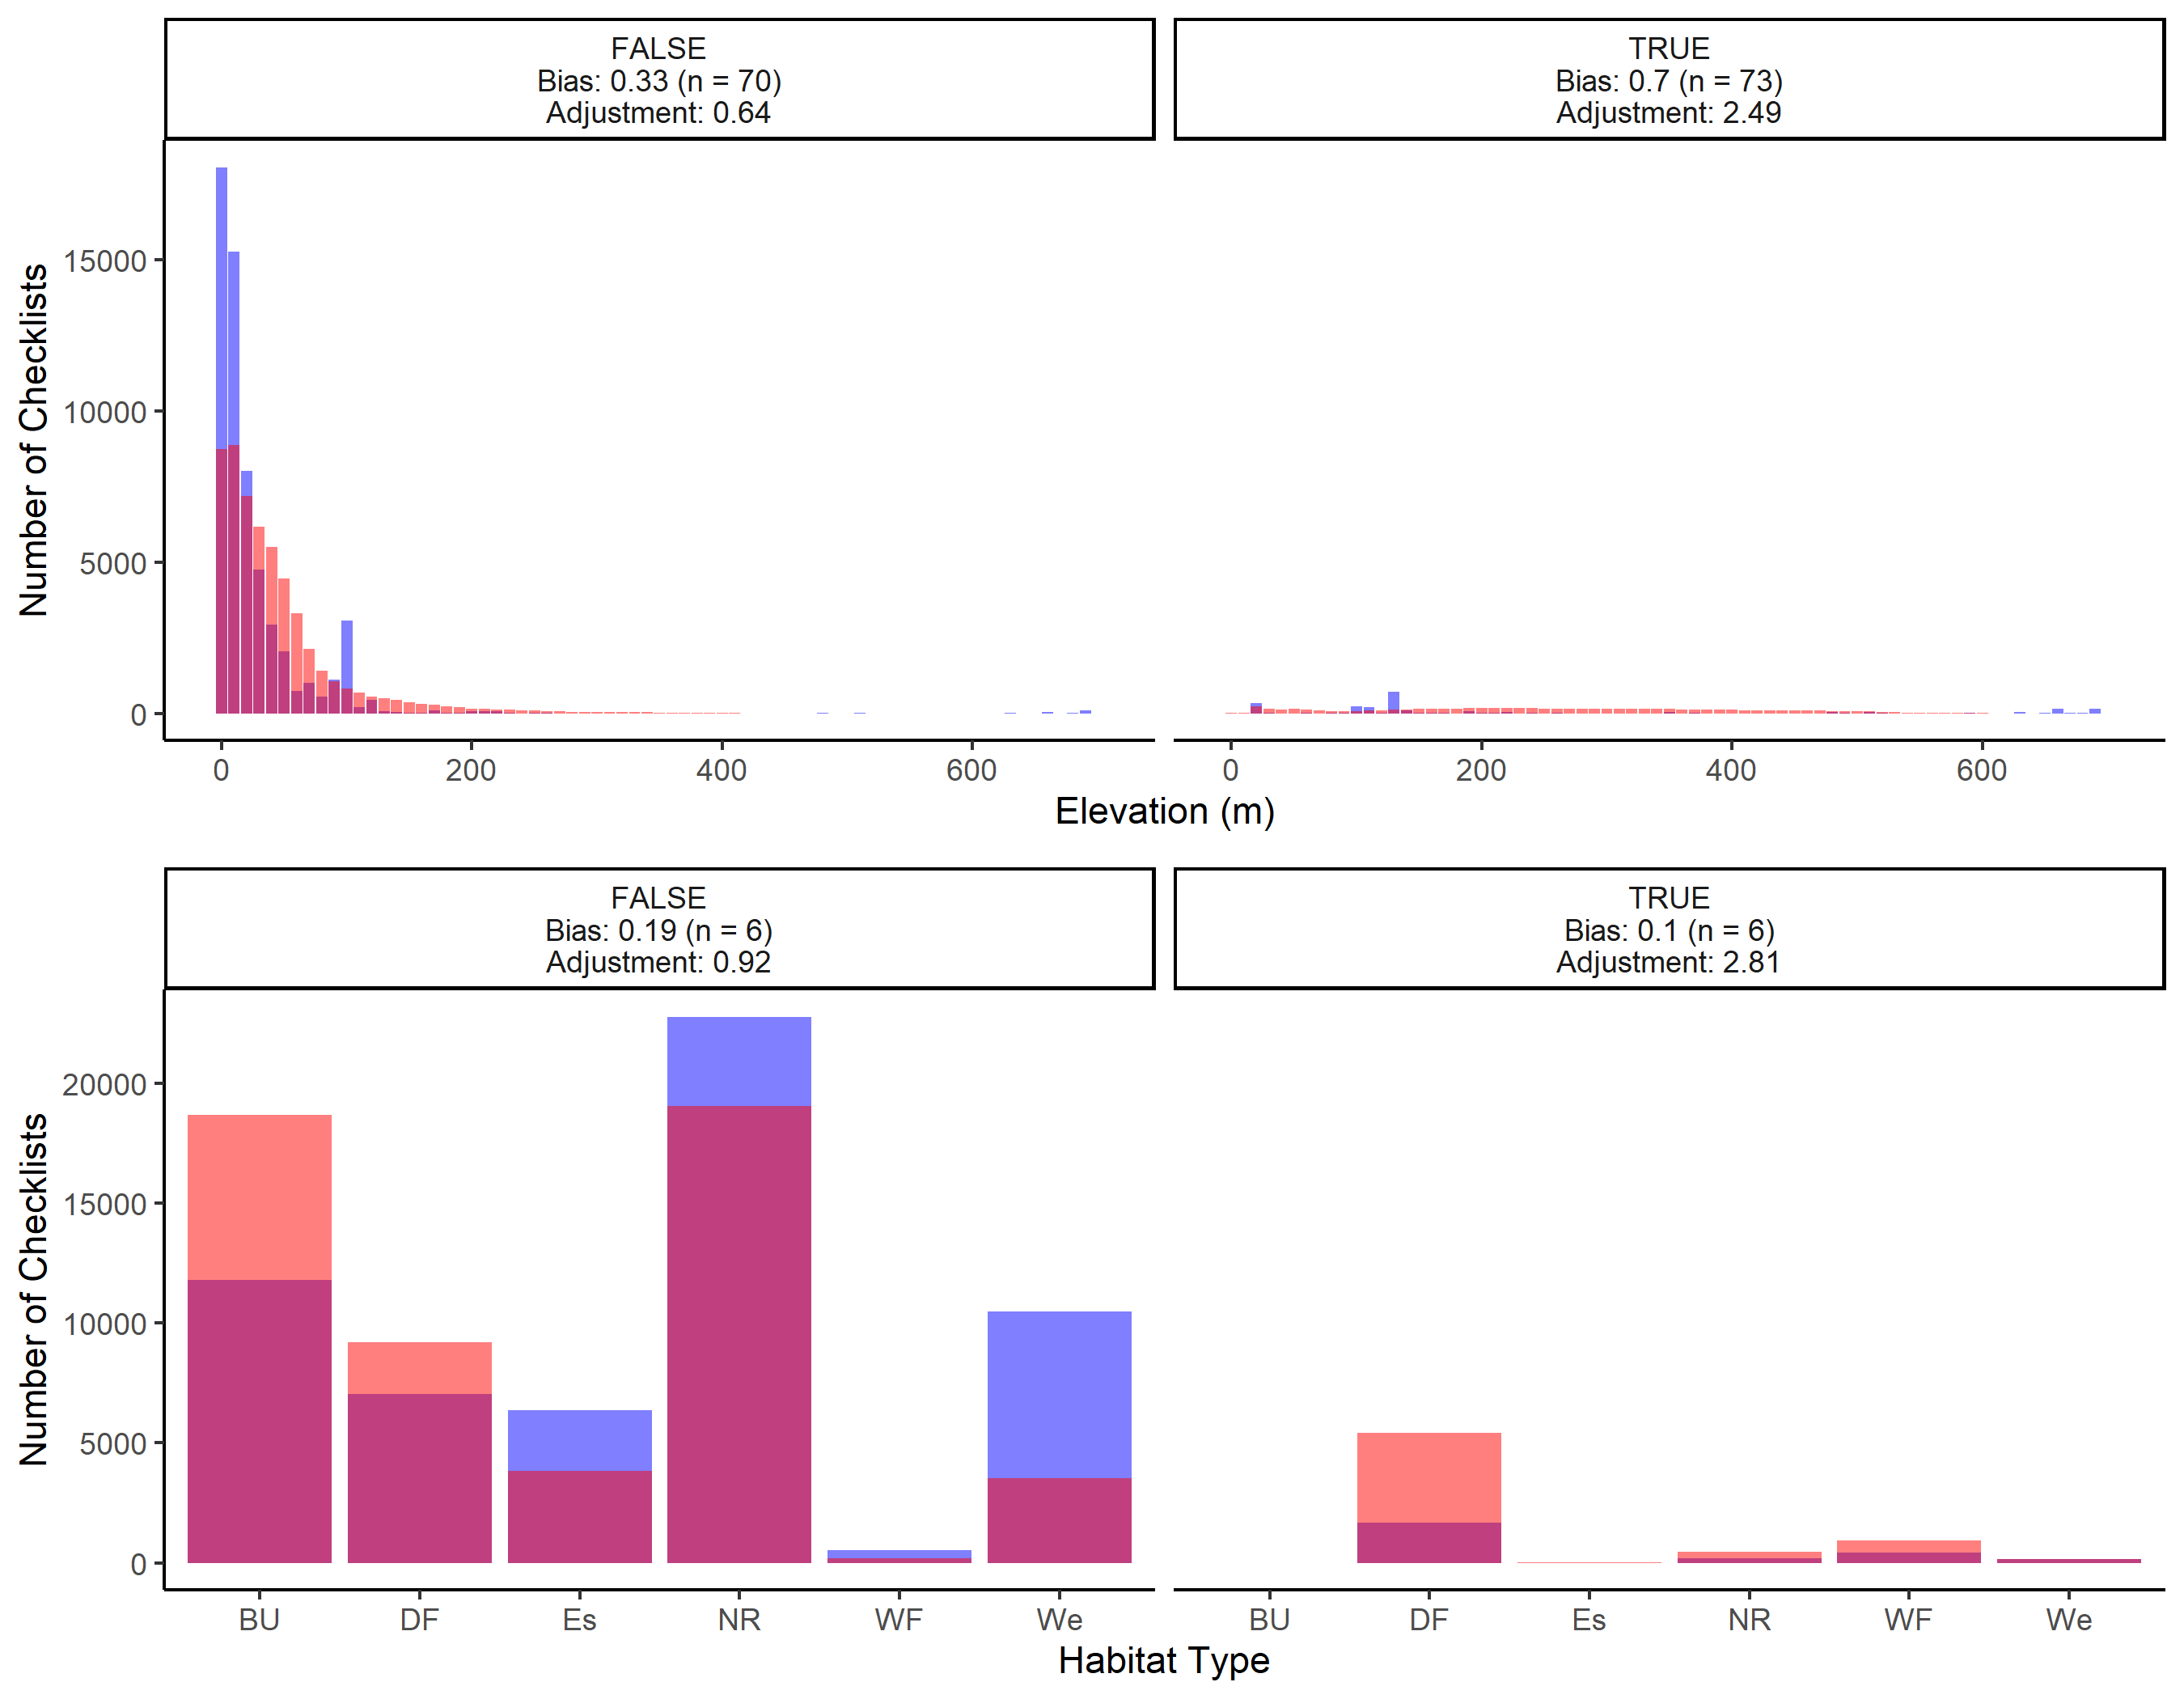 FALSE
Bias: 0.33 (n = 70)
Adjustment: 0.64
TRUE
Bias: 0.7 (n = 73)
Adjustment: 2.49
Number of Checklists
15000
10000
5000
0
0 200 400 600
0 200 400 600
Elevation (m)
FALSE
Bias: 0.19 (n = 6)
Adjustment: 0.92
TRUE
Bias: 0.1 (n = 6)
Adjustment: 2.81
Number of Checklists
20000
15000
10000
5000
0
BU DF Es NR WF We
BU DF Es NR WF We
Habitat Type